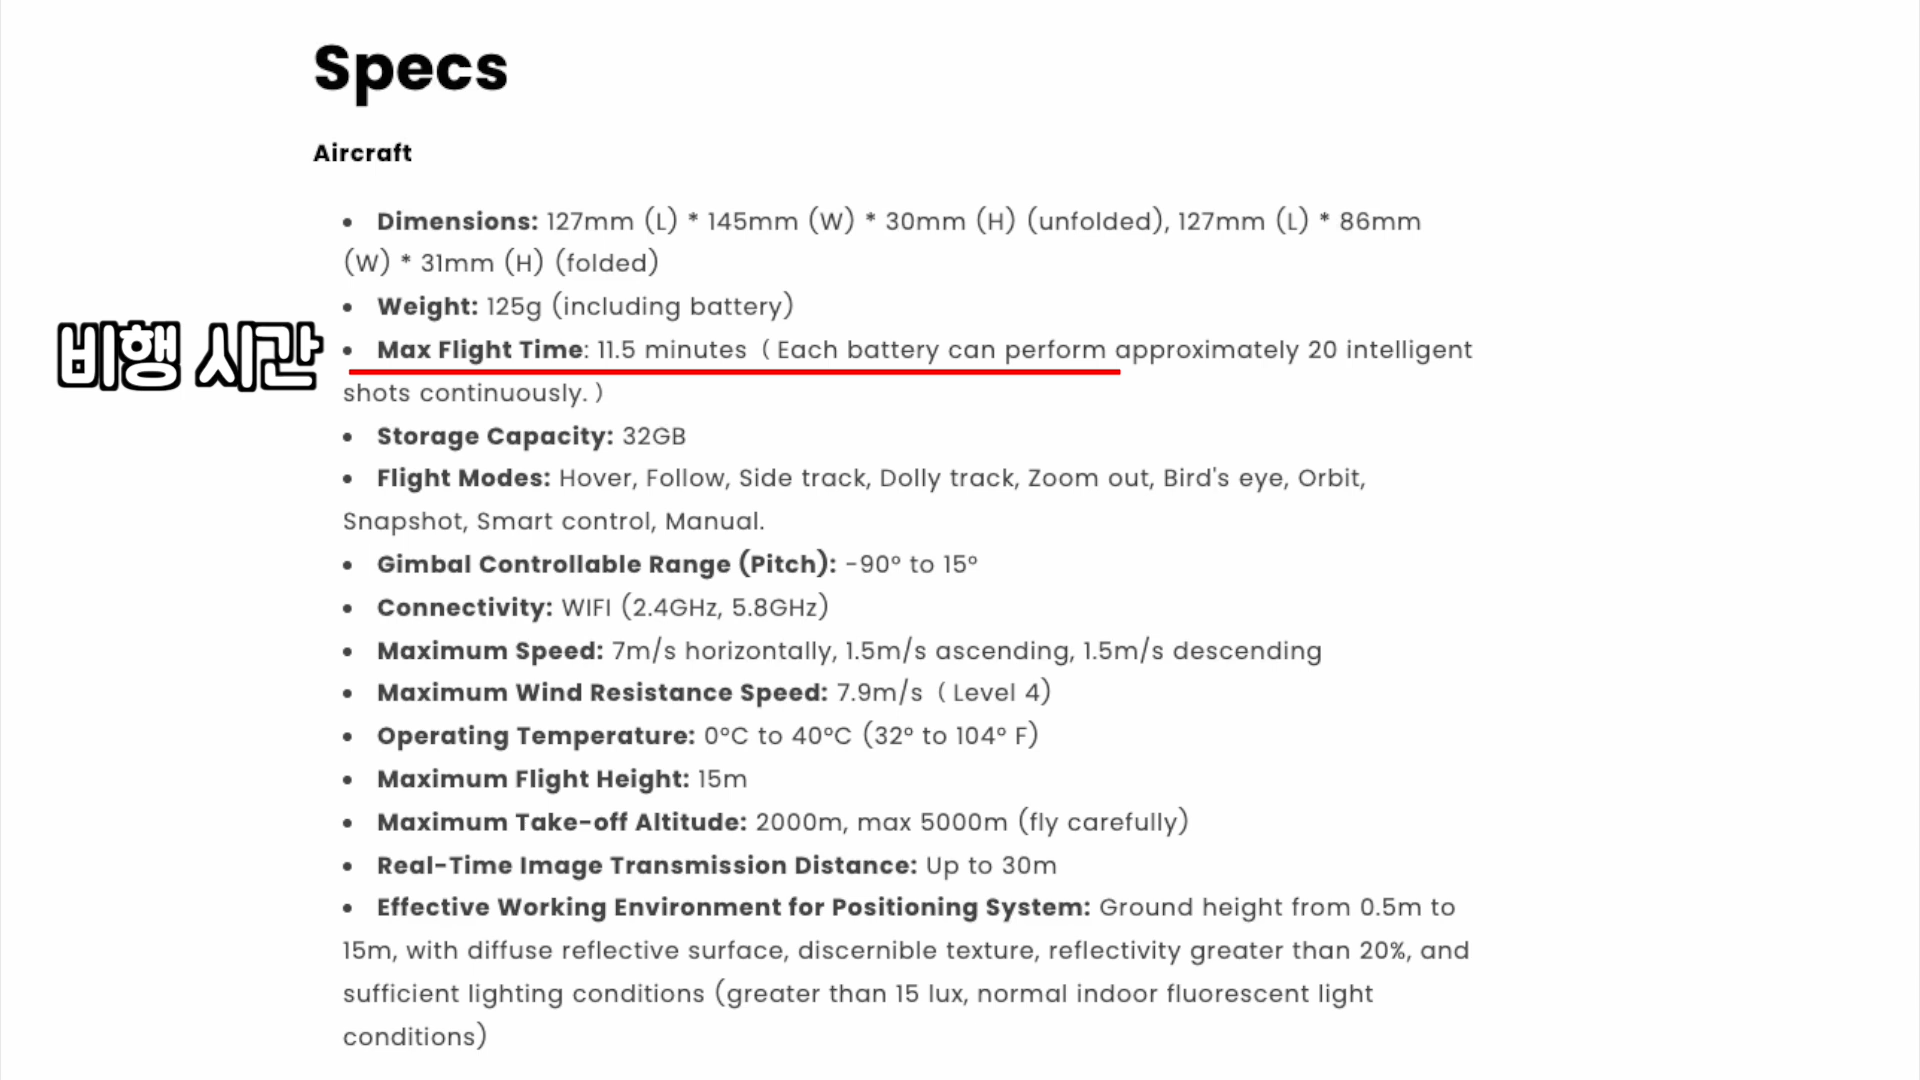 Specs
Aircraft
• Dimensions: 127mm (L) * 145mm (W) * 30mm (H) (unfolded), 127mm (L) * 86mm
(W) * 31mm (H) (folded)
• Weight: 125g (including battery)
비행 시간
• Max Flight Time: 11.5 minutes ( Each battery can perform approximately 20 intelligent
shots continuously. )
• Storage Capacity: 32GB
• Flight Modes: Hover, Follow, Side track, Dolly track, Zoom out, Bird's eye, Orbit,
Snapshot, Smart control, Manual.
• Gimbal Controllable Range (Pitch): -90° to 15°
• Connectivity: WIFI (2.4GHz, 5.8GHz)
• Maximum Speed: 7m/s horizontally, 1.5m/s ascending, 1.5m/s descending
• Maximum Wind Resistance Speed: 7.9m/s ( Level 4)
• Operating Temperature: 0°C to 40°C (32° to 104° F)
• Maximum Flight Height: 15m
• Maximum Take-off Altitude: 2000m, max 5000m (fly carefully)
• Real-Time Image Transmission Distance: Up to 30m
• Effective Working Environment for Positioning System: Ground height from 0.5m to
15m, with diffuse reflective surface, discernible texture, reflectivity greater than 20%, and
sufficient lighting conditions (greater than 15 lux, normal indoor fluorescent light
conditions)